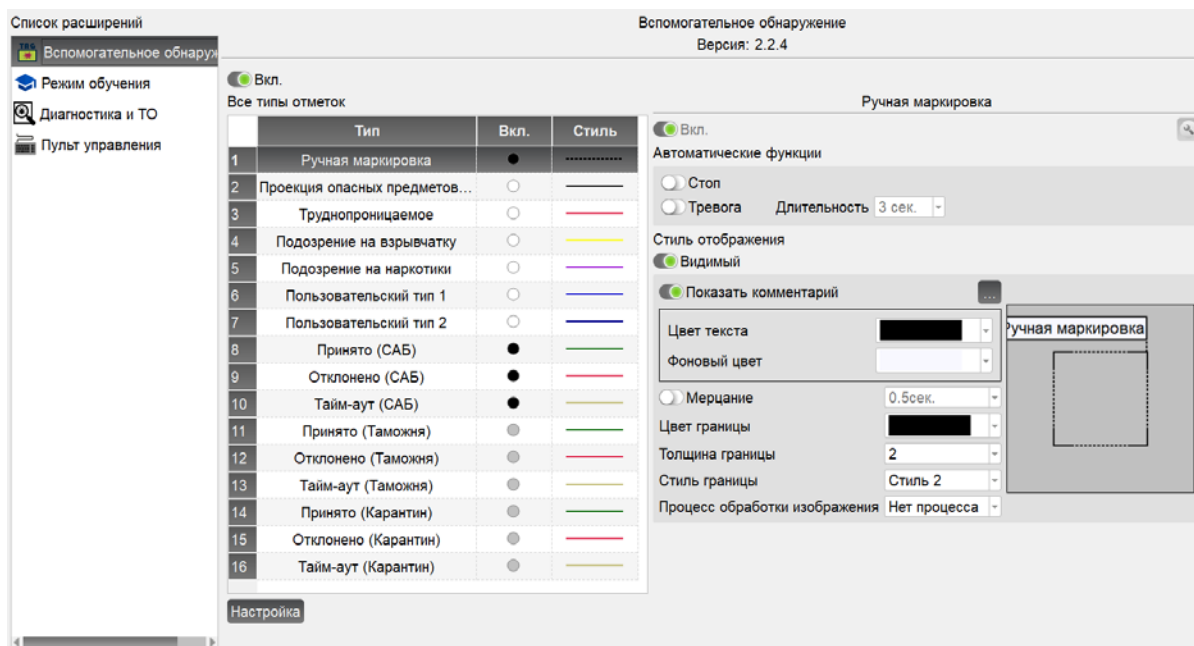 Список расширений
Вспомогательное обнаружение
Версия: 2.2.4
Вспомогательное обнаруж
Режим обучения
Диагностика и ТО
Пульт управления
Вкл.
Все типы отметок
Тип Вкл. Стиль
1 Ручная маркировка
2 Проекция опасных предметов...
3 Труднопроницаемое
4 Подозрение на взрывчатку
5 Подозрение на наркотики
6 Пользовательский тип 1
7 Пользовательский тип 2
8 Принято (САБ)
9 Отклонено (САБ)
10 Тайм-аут (САБ)
11 Принято (Таможня)
12 Отклонено (Таможня)
13 Тайм-аут (Таможня)
14 Принято (Карантин)
15 Отклонено (Карантин)
16 Тайм-аут (Карантин)
Настройка
Ручная маркировка
Вкл.
Автоматические функции
Стоп
Тревога Длительность 3 сек.
Стиль отображения
Видимый
Показать комментарий ...
Цвет текста
Фоновый цвет
Ручная маркировка
Мерцание 0.5сек.
Цвет границы
Толщина границы 2
Стиль границы Стиль 2
Процесс обработки изображения Нет процесса